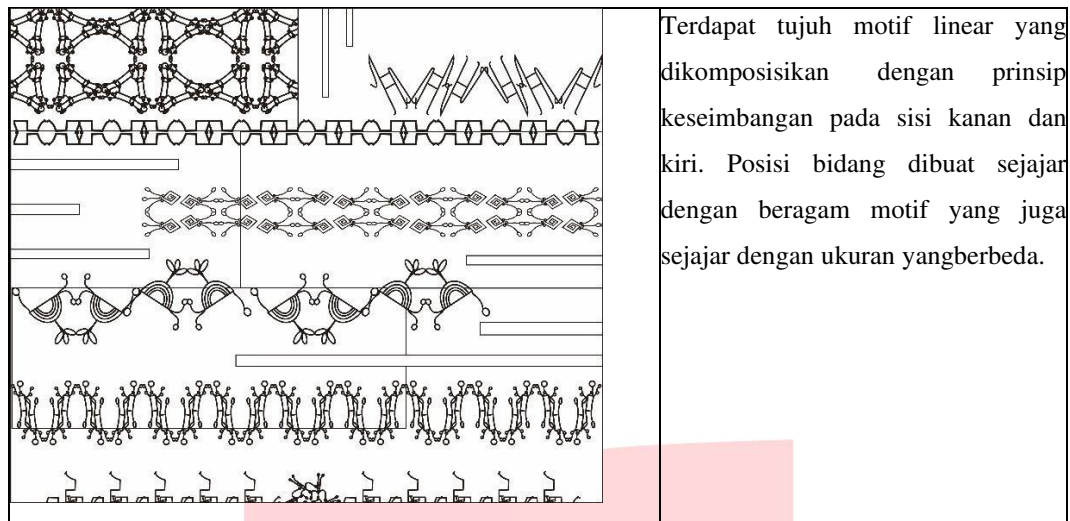 Terdapat tujuh motif linear yang
dikomposisikan dengan prinsip
keseimbangan pada sisi kanan dan
kiri. Posisi bidang dibuat sejajar
dengan beragam motif yang juga
sejajar dengan ukuran yangberbeda.